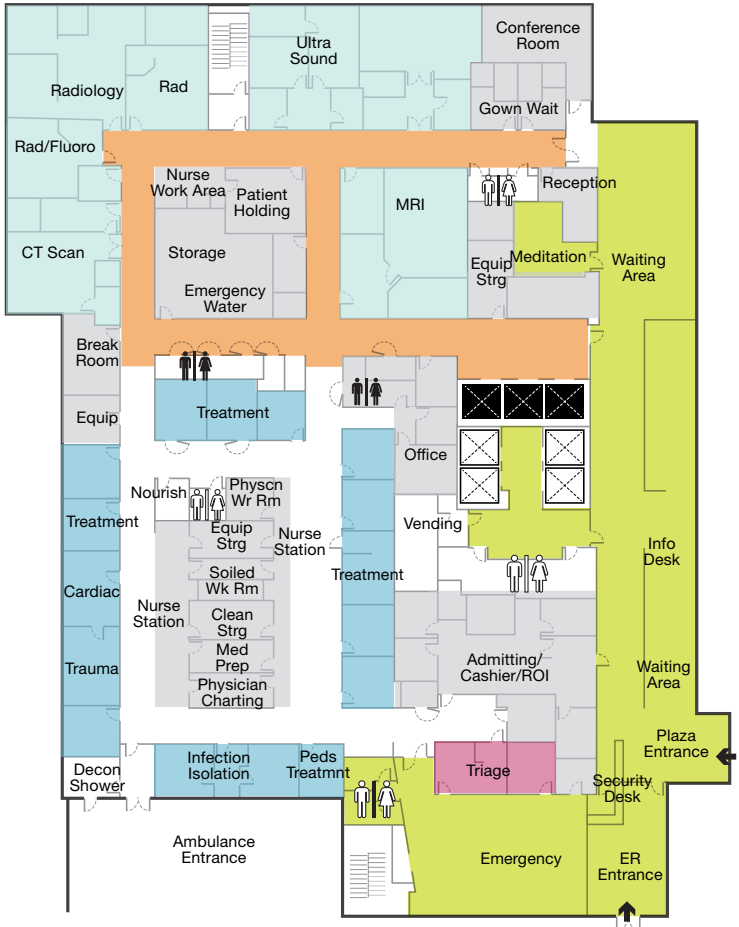 Conference
Room
Ultra
Sound
Radiology
Rad
Gown Wait
Rad/Fluoro
Nurse
Work Area
Patient
Holding
MRI
Reception
CT Scan
Storage
Equip
Strg
Meditation
Waiting
Area
Emergency
Water
Break
Room
Equip
Treatment
Office
Nourish
Physcn
Wr Rm
Vending
Treatment
Equip
Strg
Nurse
Station
Info
Desk
Cardiac
Soiled
Wk Rm
Treatment
Nurse
Station
Clean
Strg
Trauma
Med
Prep
Admitting/
Cashier/ROI
Waiting
Area
Physician
Charting
Plaza
Entrance
Decon
Shower
Infection
Isolation
Peds
Treatmnt
Triage
Security
Desk
Ambulance
Entrance
Emergency
ER
Entrance